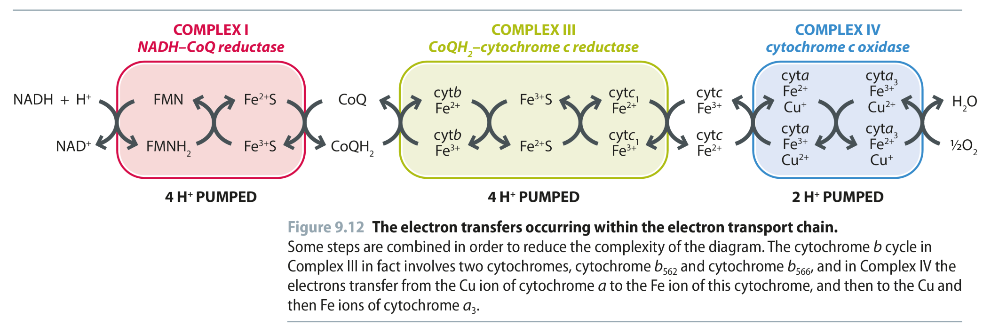 COMPLEX I
NADH–CoQ reductase
COMPLEX III
CoQH₂–cytochrome c reductase
COMPLEX IV
cytochrome c oxidase
NADH + H⁺
NAD⁺
FMN
FMNH₂
Fe²⁺S
Fe³⁺S
CoQ
CoQH₂
cytb
Fe²⁺
cytb
Fe³⁺
Fe³⁺S
Fe²⁺S
cytc₁
Fe²⁺
cytc₁
Fe³⁺
cytc
Fe³⁺
cytc
Fe²⁺
cyta
Fe²⁺
Cu⁺
cyta
Fe³⁺
Cu²⁺
cyta₃
Fe³⁺
Cu²⁺
cyta₃
Fe²⁺
Cu⁺
H₂O
½O₂
4 H⁺ PUMPED
4 H⁺ PUMPED
2 H⁺ PUMPED
Figure 9.12 The electron transfers occurring within the electron transport chain.
Some steps are combined in order to reduce the complexity of the diagram. The cytochrome b cycle in
Complex III in fact involves two cytochromes, cytochrome b₅₆₂ and cytochrome b₅₆₆, and in Complex IV the
electrons transfer from the Cu ion of cytochrome a to the Fe ion of this cytochrome, and then to the Cu and
then Fe ions of cytochrome a₃.